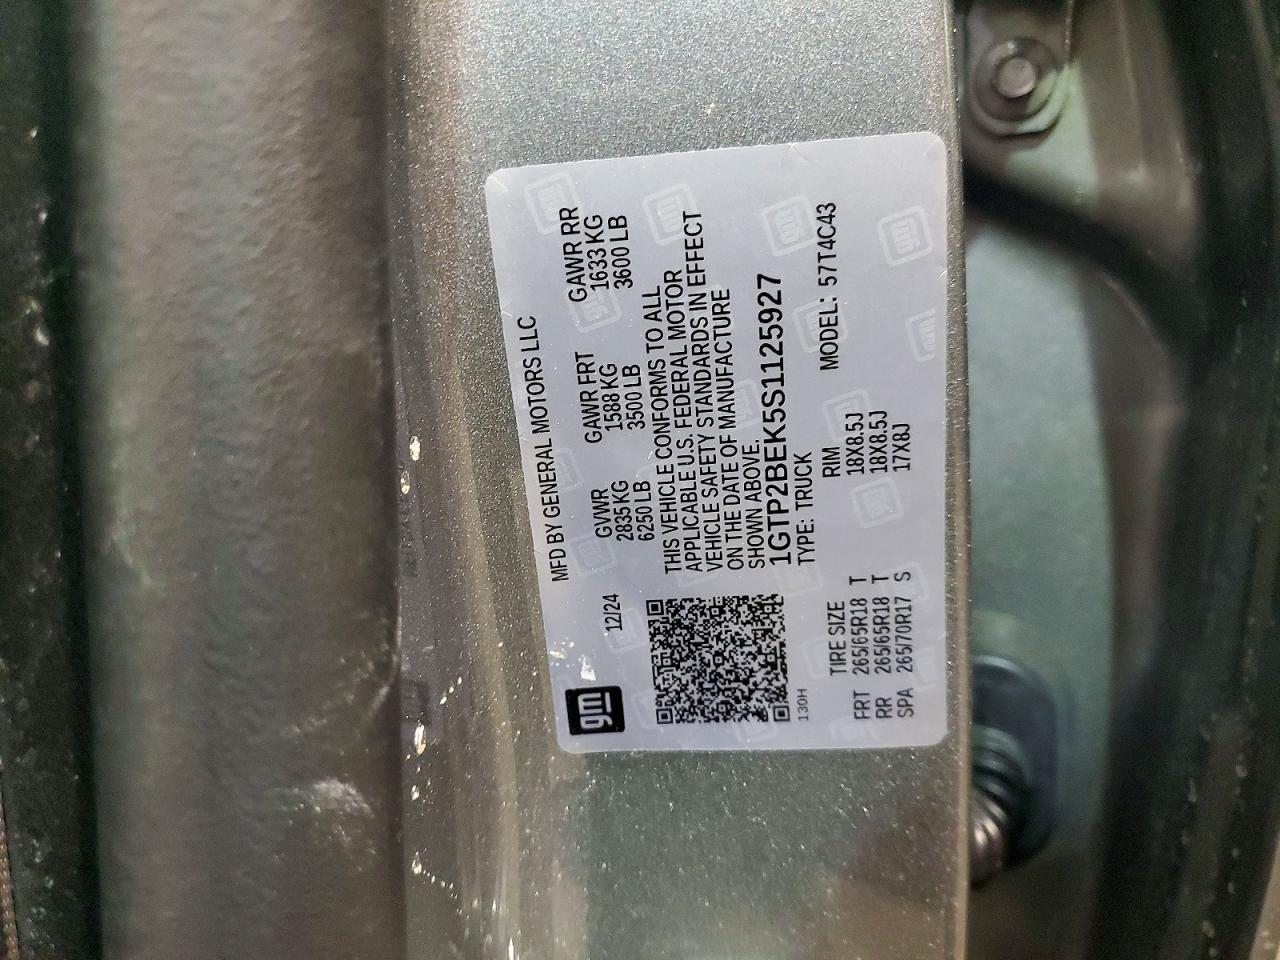 MFD BY GENERAL MOTORS LLC
12/24 GVWR GAWR FRT GAWR RR
2835 KG 1588 KG 1633 KG
6250 LB 3500 LB 3600 LB
THIS VEHICLE CONFORMS TO ALL
APPLICABLE U.S. FEDERAL MOTOR
VEHICLE SAFETY STANDARDS IN EFFECT
ON THE DATE OF MANUFACTURE
SHOWN ABOVE.
1GTP2BEK5S1125927
TYPE: TRUCK
gm
130H
MODEL: 57T4C43
TIRE SIZE RIM
FRT 265/65R18 T 18X8.5J
RR 265/65R18 T 18X8.5J
SPA 265/70R17 S 17X8J